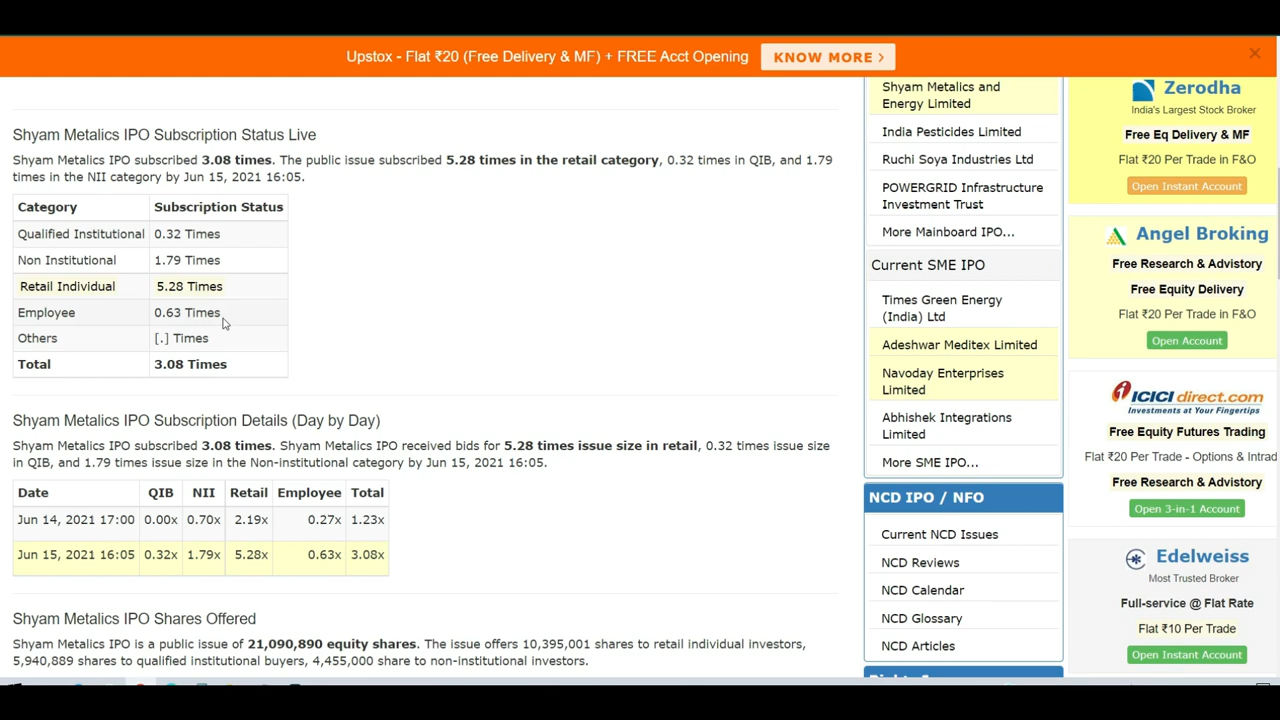 Upstox - Flat ₹20 (Free Delivery & MF) + FREE Acct Opening KNOW MORE >
Shyam Metalics IPO Subscription Status Live
Shyam Metalics IPO subscribed 3.08 times. The public issue subscribed 5.28 times in the retail category, 0.32 times in QIB, and 1.79
times in the NII category by Jun 15, 2021 16:05.
Category Subscription Status
Qualified Institutional 0.32 Times
Non Institutional 1.79 Times
Retail Individual 5.28 Times
Employee 0.63 Times
Others [.] Times
Total 3.08 Times
Shyam Metalics IPO Subscription Details (Day by Day)
Shyam Metalics IPO subscribed 3.08 times. Shyam Metalics IPO received bids for 5.28 times issue size in retail, 0.32 times issue size
in QIB, and 1.79 times issue size in the Non-institutional category by Jun 15, 2021 16:05.
Date QIB NII Retail Employee Total
Jun 14, 2021 17:00 0.00x 0.70x 2.19x 0.27x 1.23x
Jun 15, 2021 16:05 0.32x 1.79x 5.28x 0.63x 3.08x
Shyam Metalics IPO Shares Offered
Shyam Metalics IPO is a public issue of 21,090,890 equity shares. The issue offers 10,395,001 shares to retail individual investors,
5,940,889 shares to qualified institutional buyers, 4,455,000 share to non-institutional investors.
Shyam Metalics and
Energy Limited
India Pesticides Limited
Ruchi Soya Industries Ltd
POWERGRID Infrastructure
Investment Trust
More Mainboard IPO...
Current SME IPO
Times Green Energy
(India) Ltd
Adeshwar Meditex Limited
Navoday Enterprises
Limited
Abhishek Integrations
Limited
More SME IPO...
NCD IPO / NFO
Current NCD Issues
NCD Reviews
NCD Calendar
NCD Glossary
NCD Articles
Zerodha
India's Largest Stock Broker
Free Eq Delivery & MF
Flat ₹20 Per Trade in F&O
Open Instant Account
Angel Broking
Free Research & Advistory
Free Equity Delivery
Flat ₹20 Per Trade in F&O
Open Account
ICICI direct.com
Investments at Your Fingertips
Free Equity Futures Trading
Flat ₹20 Per Trade - Options & Intrad
Free Research & Advistory
Open 3-in-1 Account
Edelweiss
Most Trusted Broker
Full-service @ Flat Rate
Flat ₹10 Per Trade
Open Instant Account